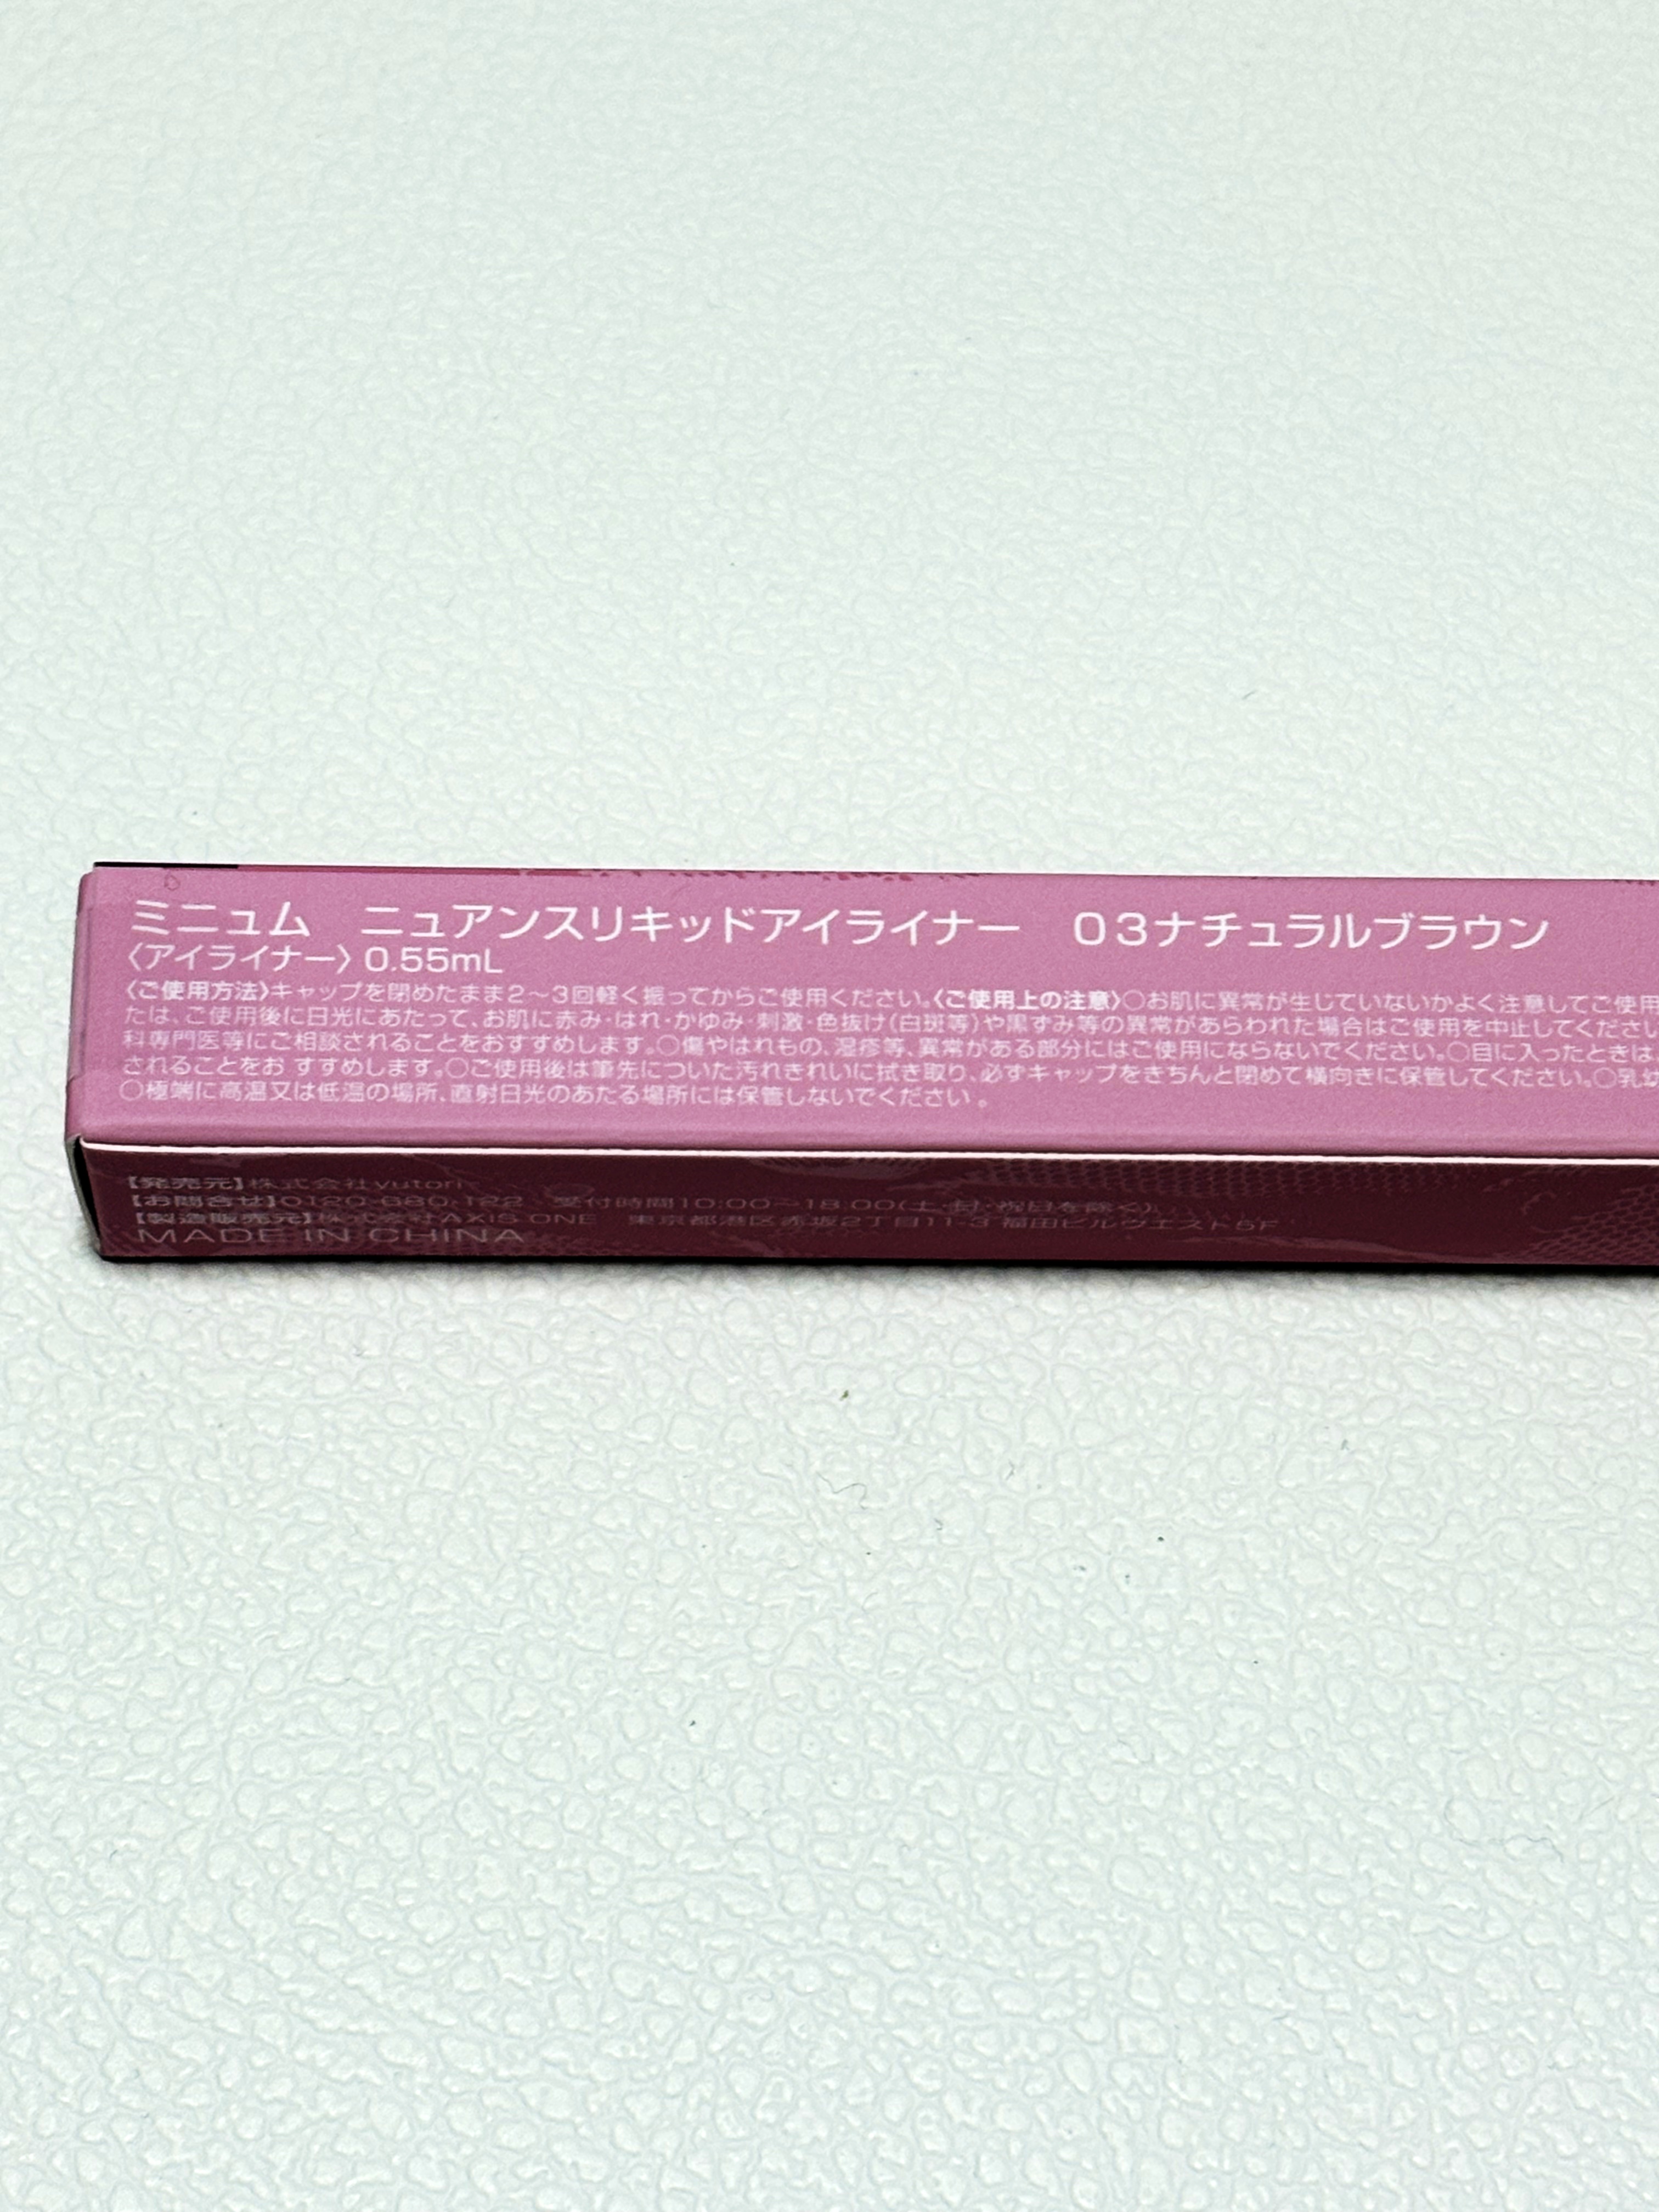 ミニュム　ニュアンスリキッドアイライナー　０３ナチュラルブラウン
〈アイライナー〉0.55mL
〈ご使用方法〉キャップを閉めたまま２～３回軽く振ってからご使用ください。〈ご使用上の注意〉○お肌に異常が生じていないかよく注意してご使用
たは、ご使用後に日光にあたって、お肌に赤み・はれ・かゆみ・刺激・色抜け(白斑等)や黒ずみ等の異常があらわれた場合はご使用を中止してください
科専門医等にご相談されることをおすすめします。○傷やはれもの、湿疹等、異常がある部分にはご使用にならないでください。○目に入ったときは、
されることをお すすめします。○ご使用後は筆先についた汚れきれいに拭き取り、必ずキャップをきちんと閉めて横向きに保管してください。○乳幼
○極端に高温又は低温の場所、直射日光のあたる場所には保管しないでください 。
【発売元】株式会社yutori
【お問合せ】0120-680-122　受付時間10:00～18:00(土・日・祝日を除く)
【製造販売元】株式会社AXIS ONE　東京都港区赤坂2丁目11-3 福田ビルウエスト5F
MADE IN CHINA